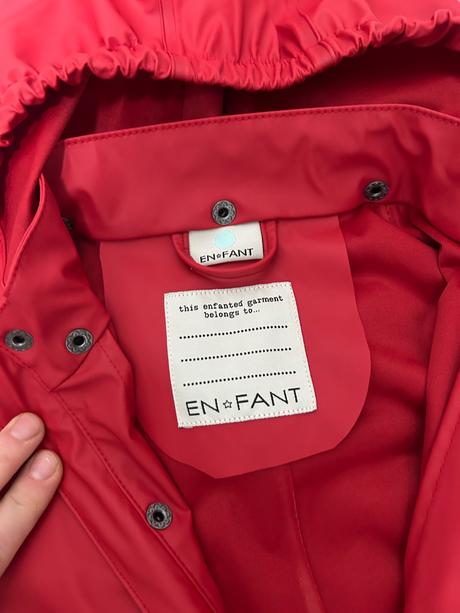 EN☆FANT
this enfanted garment
belongs to...
EN☆FANT